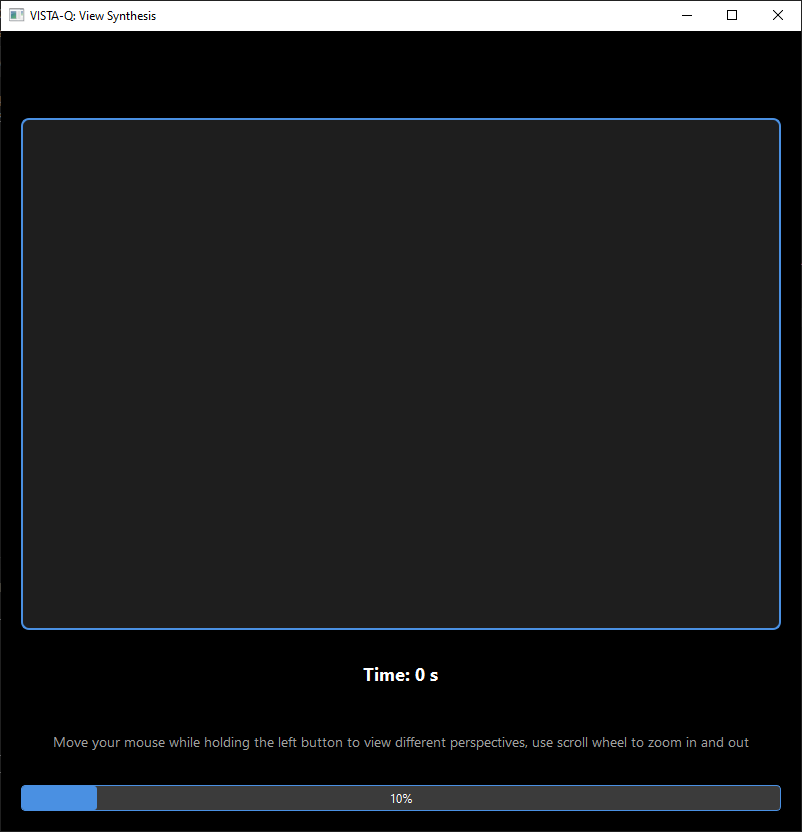 VISTA-Q: View Synthesis
Time: 0 s
Move your mouse while holding the left button to view different perspectives, use scroll wheel to zoom in and out
10%